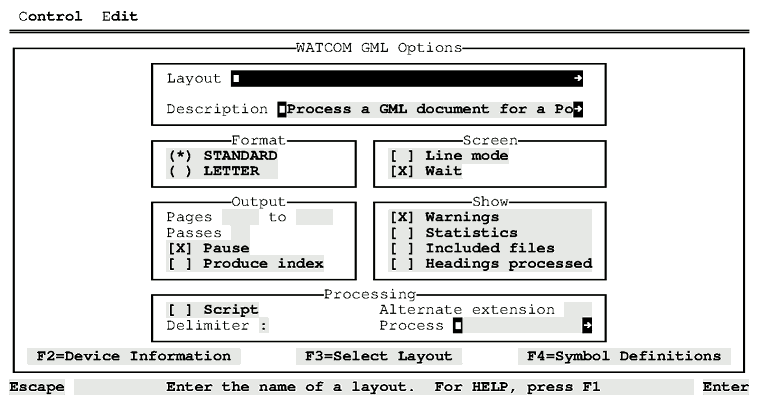 Control Edit
WATCOM GML Options
Layout
Description Process a GML document for a Po
Format
(*) STANDARD
( ) LETTER
Screen
[ ] Line mode
[X] Wait
Output
Pages to
Passes
[X] Pause
[ ] Produce index
Show
[X] Warnings
[ ] Statistics
[ ] Included files
[ ] Headings processed
Processing
[ ] Script Alternate extension
Delimiter : Process
F2=Device Information F3=Select Layout F4=Symbol Definitions
Escape Enter the name of a layout. For HELP, press F1 Enter